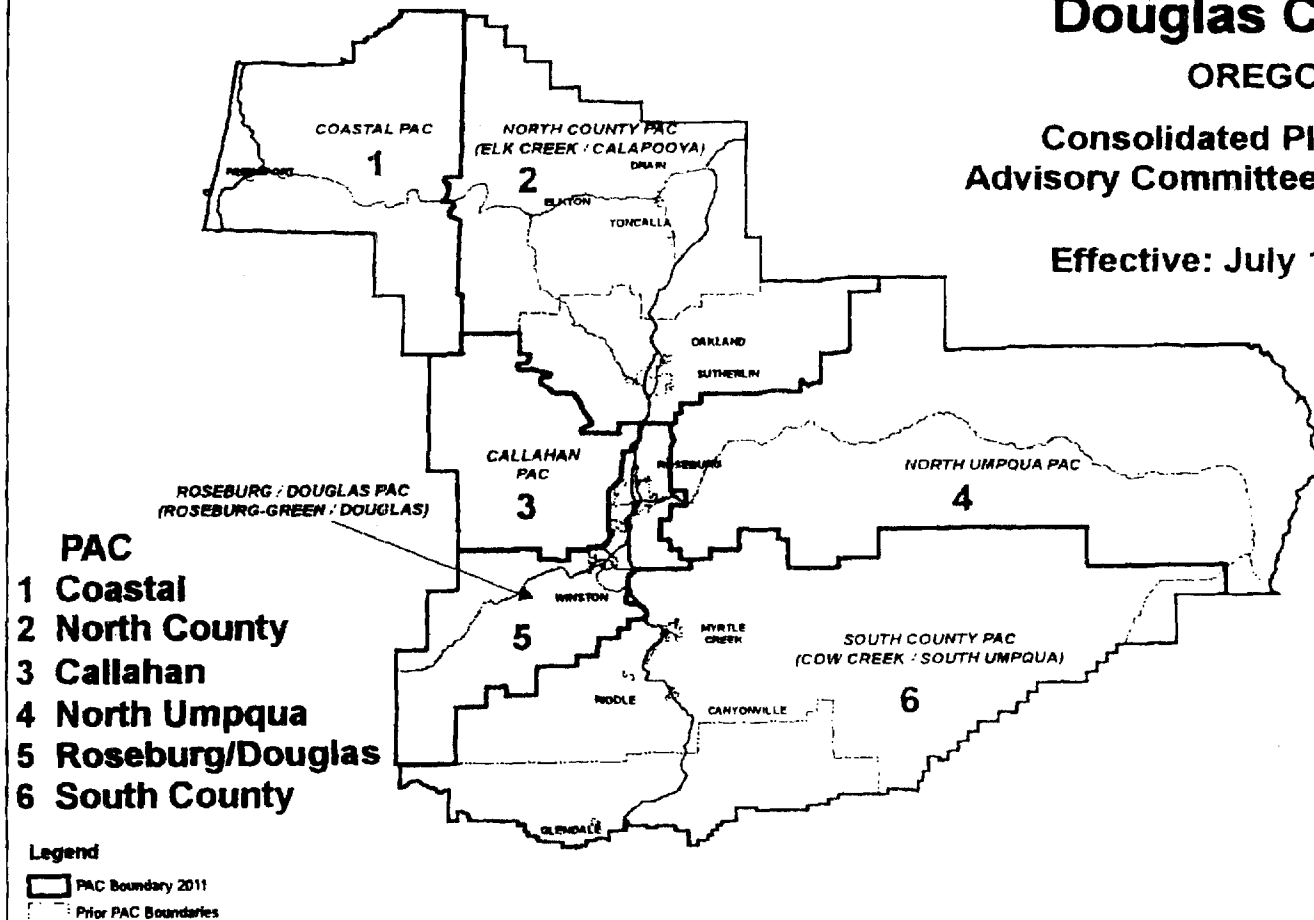 Douglas C
OREGO
Consolidated Pl
Advisory Committee
Effective: July 1
COASTAL PAC
1
NORTH COUNTY PAC
(ELK CREEK / CALAPOOYA)
2
DRAIN
REEDSPORT
ELKTON
YONCALLA
OAKLAND
SUTHERLIN
CALLAHAN
PAC
3
ROSEBURG
NORTH UMPQUA PAC
4
ROSEBURG / DOUGLAS PAC
(ROSEBURG-GREEN / DOUGLAS)
WINSTON
5
MYRTLE
CREEK
SOUTH COUNTY PAC
(COW CREEK / SOUTH UMPQUA)
6
RIDDLE
CANYONVILLE
GLENDALE
PAC
1 Coastal
2 North County
3 Callahan
4 North Umpqua
5 Roseburg/Douglas
6 South County
Legend
PAC Boundary 2011
Prior PAC Boundaries